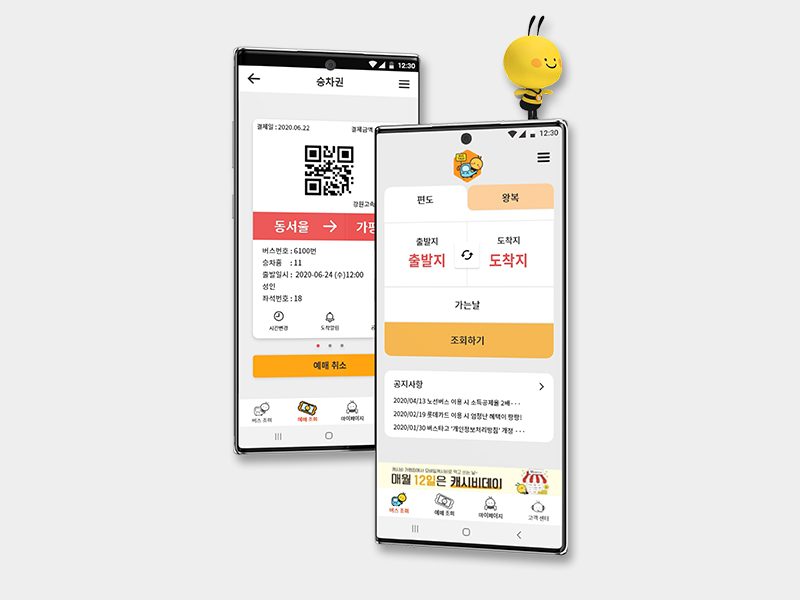 12:30
승차권
결제일 : 2020.06.22
결제금액
강원고속
동서울 → 가평
버스번호 : 6100번
승차홈 : 11
출발일시 : 2020-06-24 (수)12:00
성인
좌석번호 : 18
시간변경
도착알림
예매 취소
버스 조회
예매 조회
마이페이지
12:30
편도
왕복
출발지
도착지
출발지
도착지
가는날
조회하기
공지사항
2020/04/13 노선버스 이용 시 소득공제율 2배···
2020/02/19 롯데카드 이용 시 엄청난 혜택이 팡팡!
2020/01/30 버스타고 '개인정보처리방침' 개정 ···
매월 12일은 캐시비데이
버스 조회
예매 조회
마이페이지
고객 센터